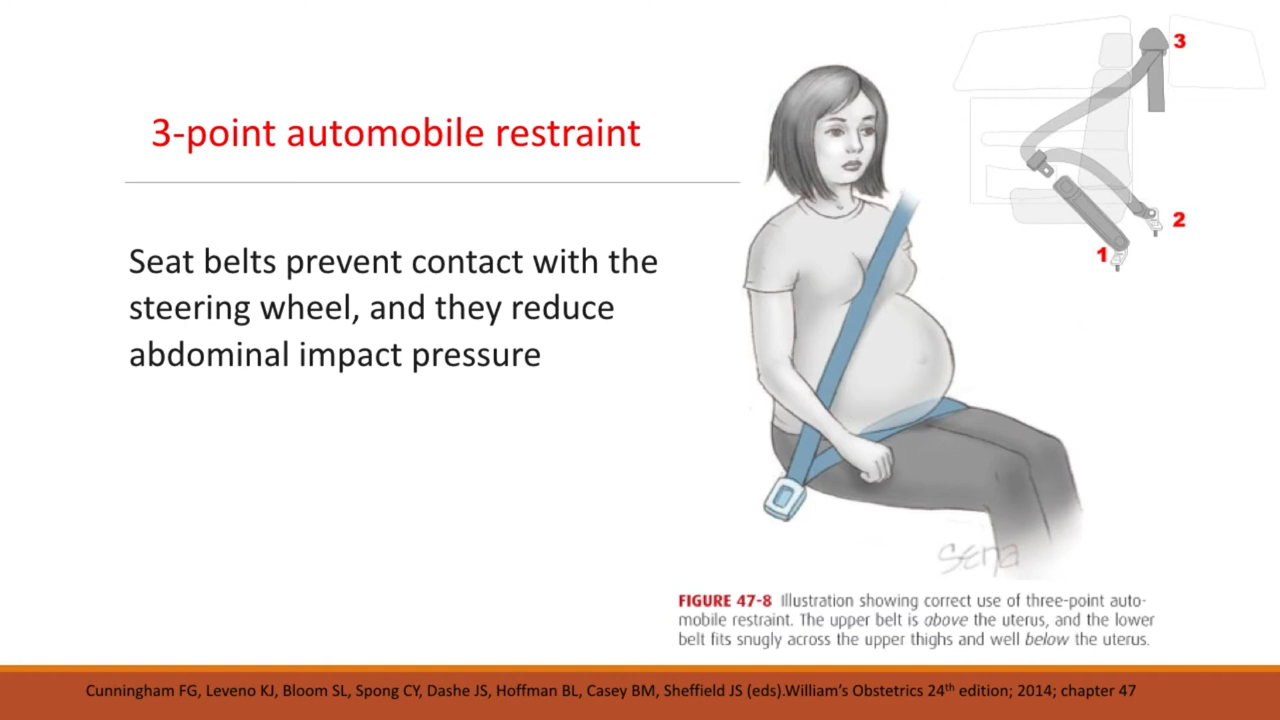 3-point automobile restraint
Seat belts prevent contact with the
steering wheel, and they reduce
abdominal impact pressure
3
2
1
Sena
FIGURE 47-8 Illustration showing correct use of three-point auto-
mobile restraint. The upper belt is above the uterus, and the lower
belt fits snugly across the upper thighs and well below the uterus.
Cunningham FG, Leveno KJ, Bloom SL, Spong CY, Dashe JS, Hoffman BL, Casey BM, Sheffield JS (eds).William’s Obstetrics 24th edition; 2014; chapter 47